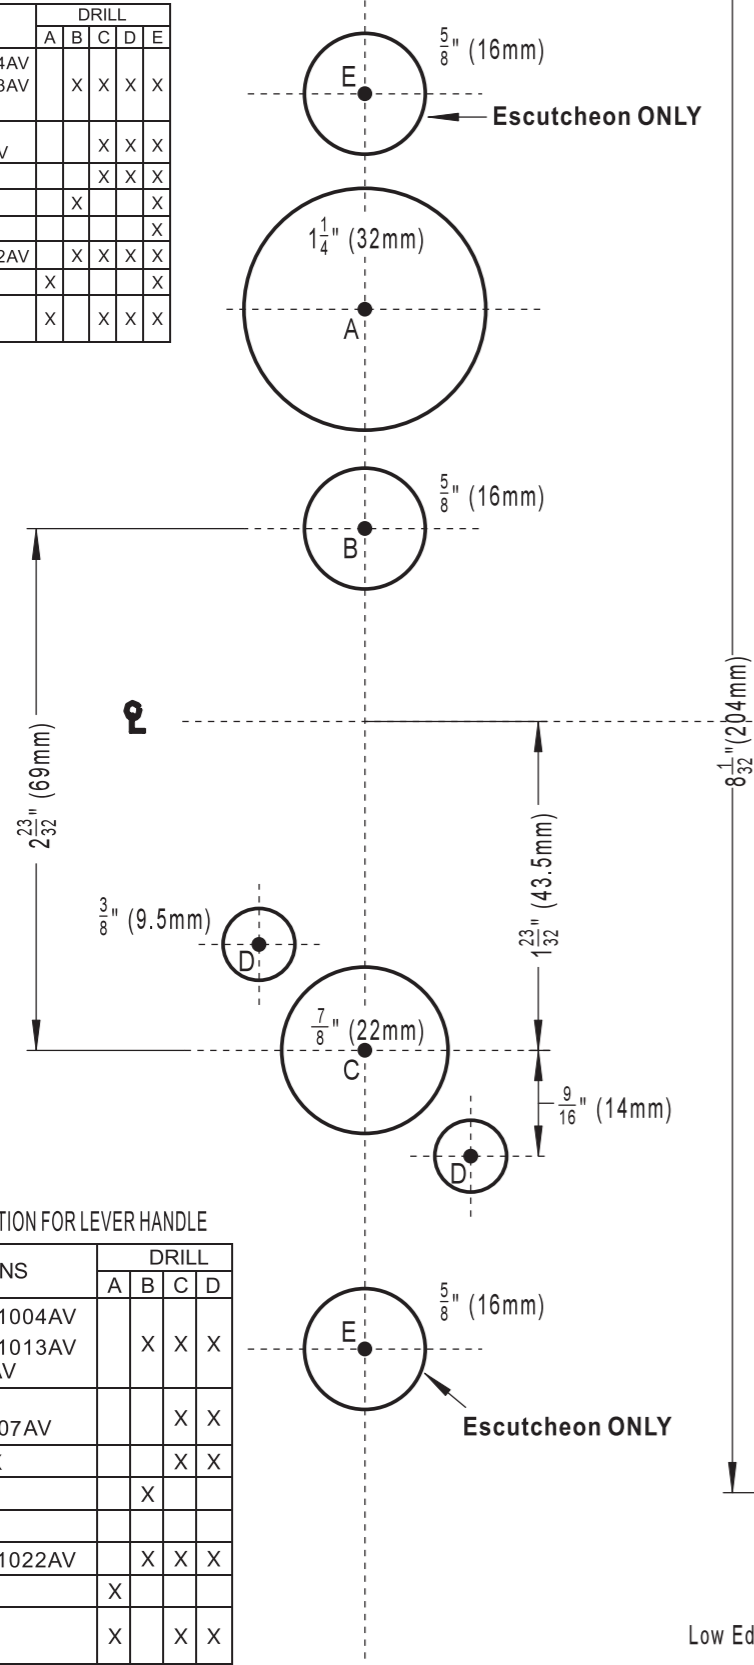 DRILL
A B C D E
4AV
3AV
X X X X
X X X
V
X X X
X X
X
2AV X X X X
X X
X X X X
5/8" (16mm)
E
Escutcheon ONLY
1 1/4" (32mm)
A
5/8" (16mm)
B
℄
2 23/32" (69mm)
8 1/32" (204mm)
1 23/32" (43.5mm)
3/8" (9.5mm)
D
7/8" (22mm)
C
9/16" (14mm)
D
TION FOR LEVER HANDLE
NS DRILL
A B C D
1004AV
1013AV X X X
AV
X X
07AV
X X
X
1022AV X X X
X
X X X
5/8" (16mm)
E
Escutcheon ONLY
Low Ed